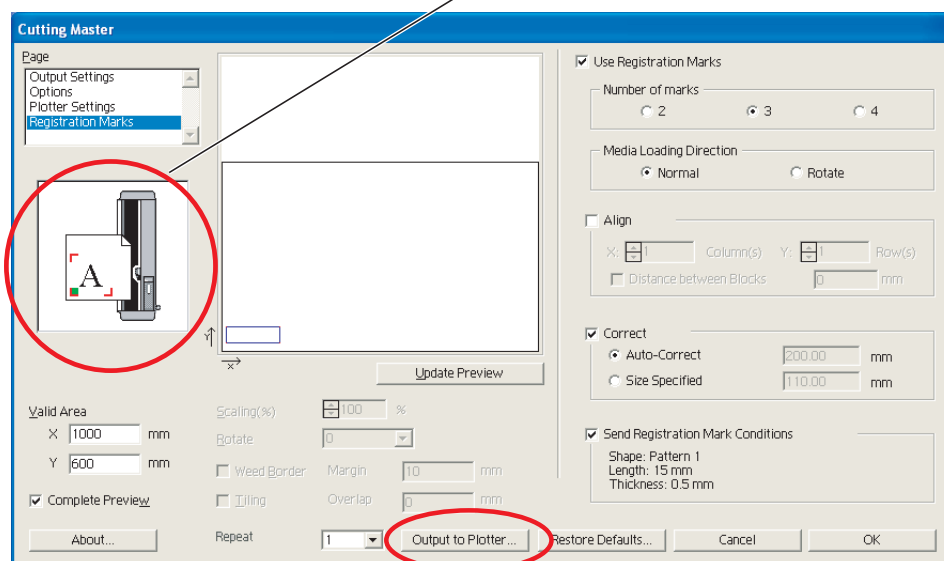 Cutting Master
Page
Output Settings
Options
Plotter Settings
Registration Marks
A
Y
X
Update Preview
Valid Area
X 1000 mm
Y 600 mm
Complete Preview
About...
Scaling(%) 100 %
Rotate 0
Weed Border Margin 10 mm
Tiling Overlap 0 mm
Repeat 1 Output to Plotter... Restore Defaults... Cancel OK
Use Registration Marks
Number of marks
2 3 4
Media Loading Direction
Normal Rotate
Align
X: 1 Column(s) Y: 1 Row(s)
Distance between Blocks 0 mm
Correct
Auto-Correct 200.00 mm
Size Specified 110.00 mm
Send Registration Mark Conditions
Shape: Pattern 1
Length: 15 mm
Thickness: 0.5 mm